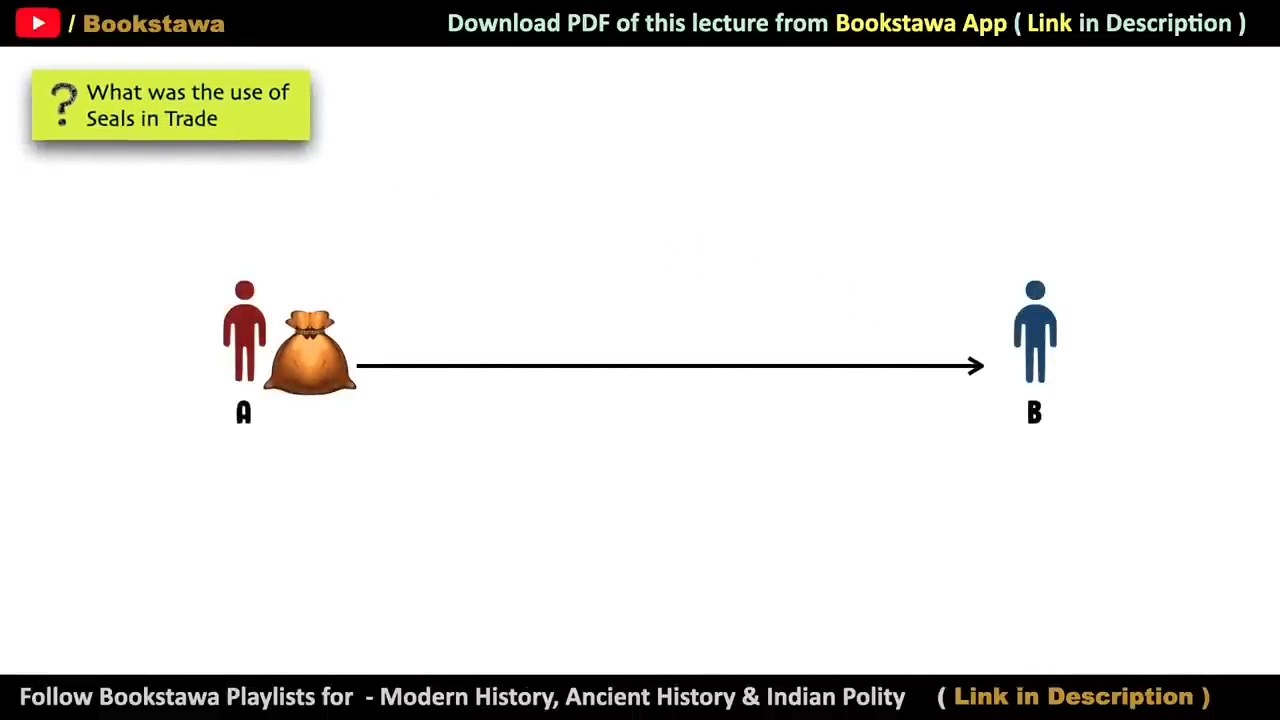 / Bookstawa
Download PDF of this lecture from Bookstawa App ( Link in Description )
? What was the use of
Seals in Trade
A
B
Follow Bookstawa Playlists for - Modern History, Ancient History & Indian Polity ( Link in Description )